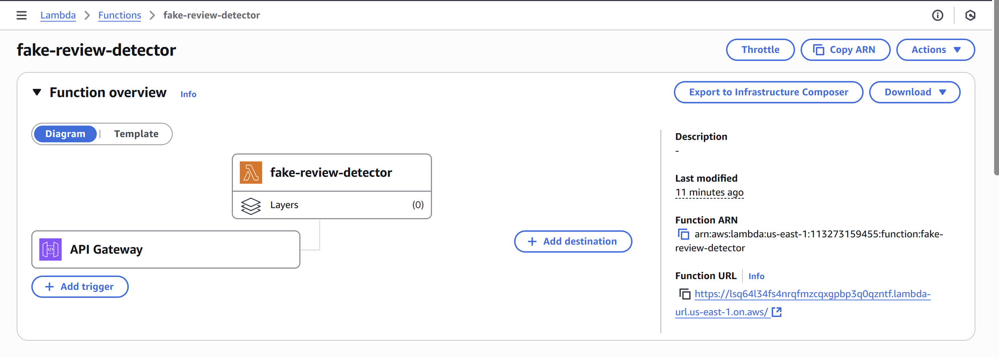 Lambda > Functions > fake-review-detector
fake-review-detector
Throttle
Copy ARN
Actions
Function overview
Info
Export to Infrastructure Composer
Download
Diagram
Template
fake-review-detector
Layers
(0)
API Gateway
+ Add trigger
+ Add destination
Description
-
Last modified
11 minutes ago
Function ARN
arn:aws:lambda:us-east-1:113273159455:function:fake-
review-detector
Function URL
Info
https://lsq64l34fs4nrqfmzcqxgpbp3q0qzntf.lambda-
url.us-east-1.on.aws/